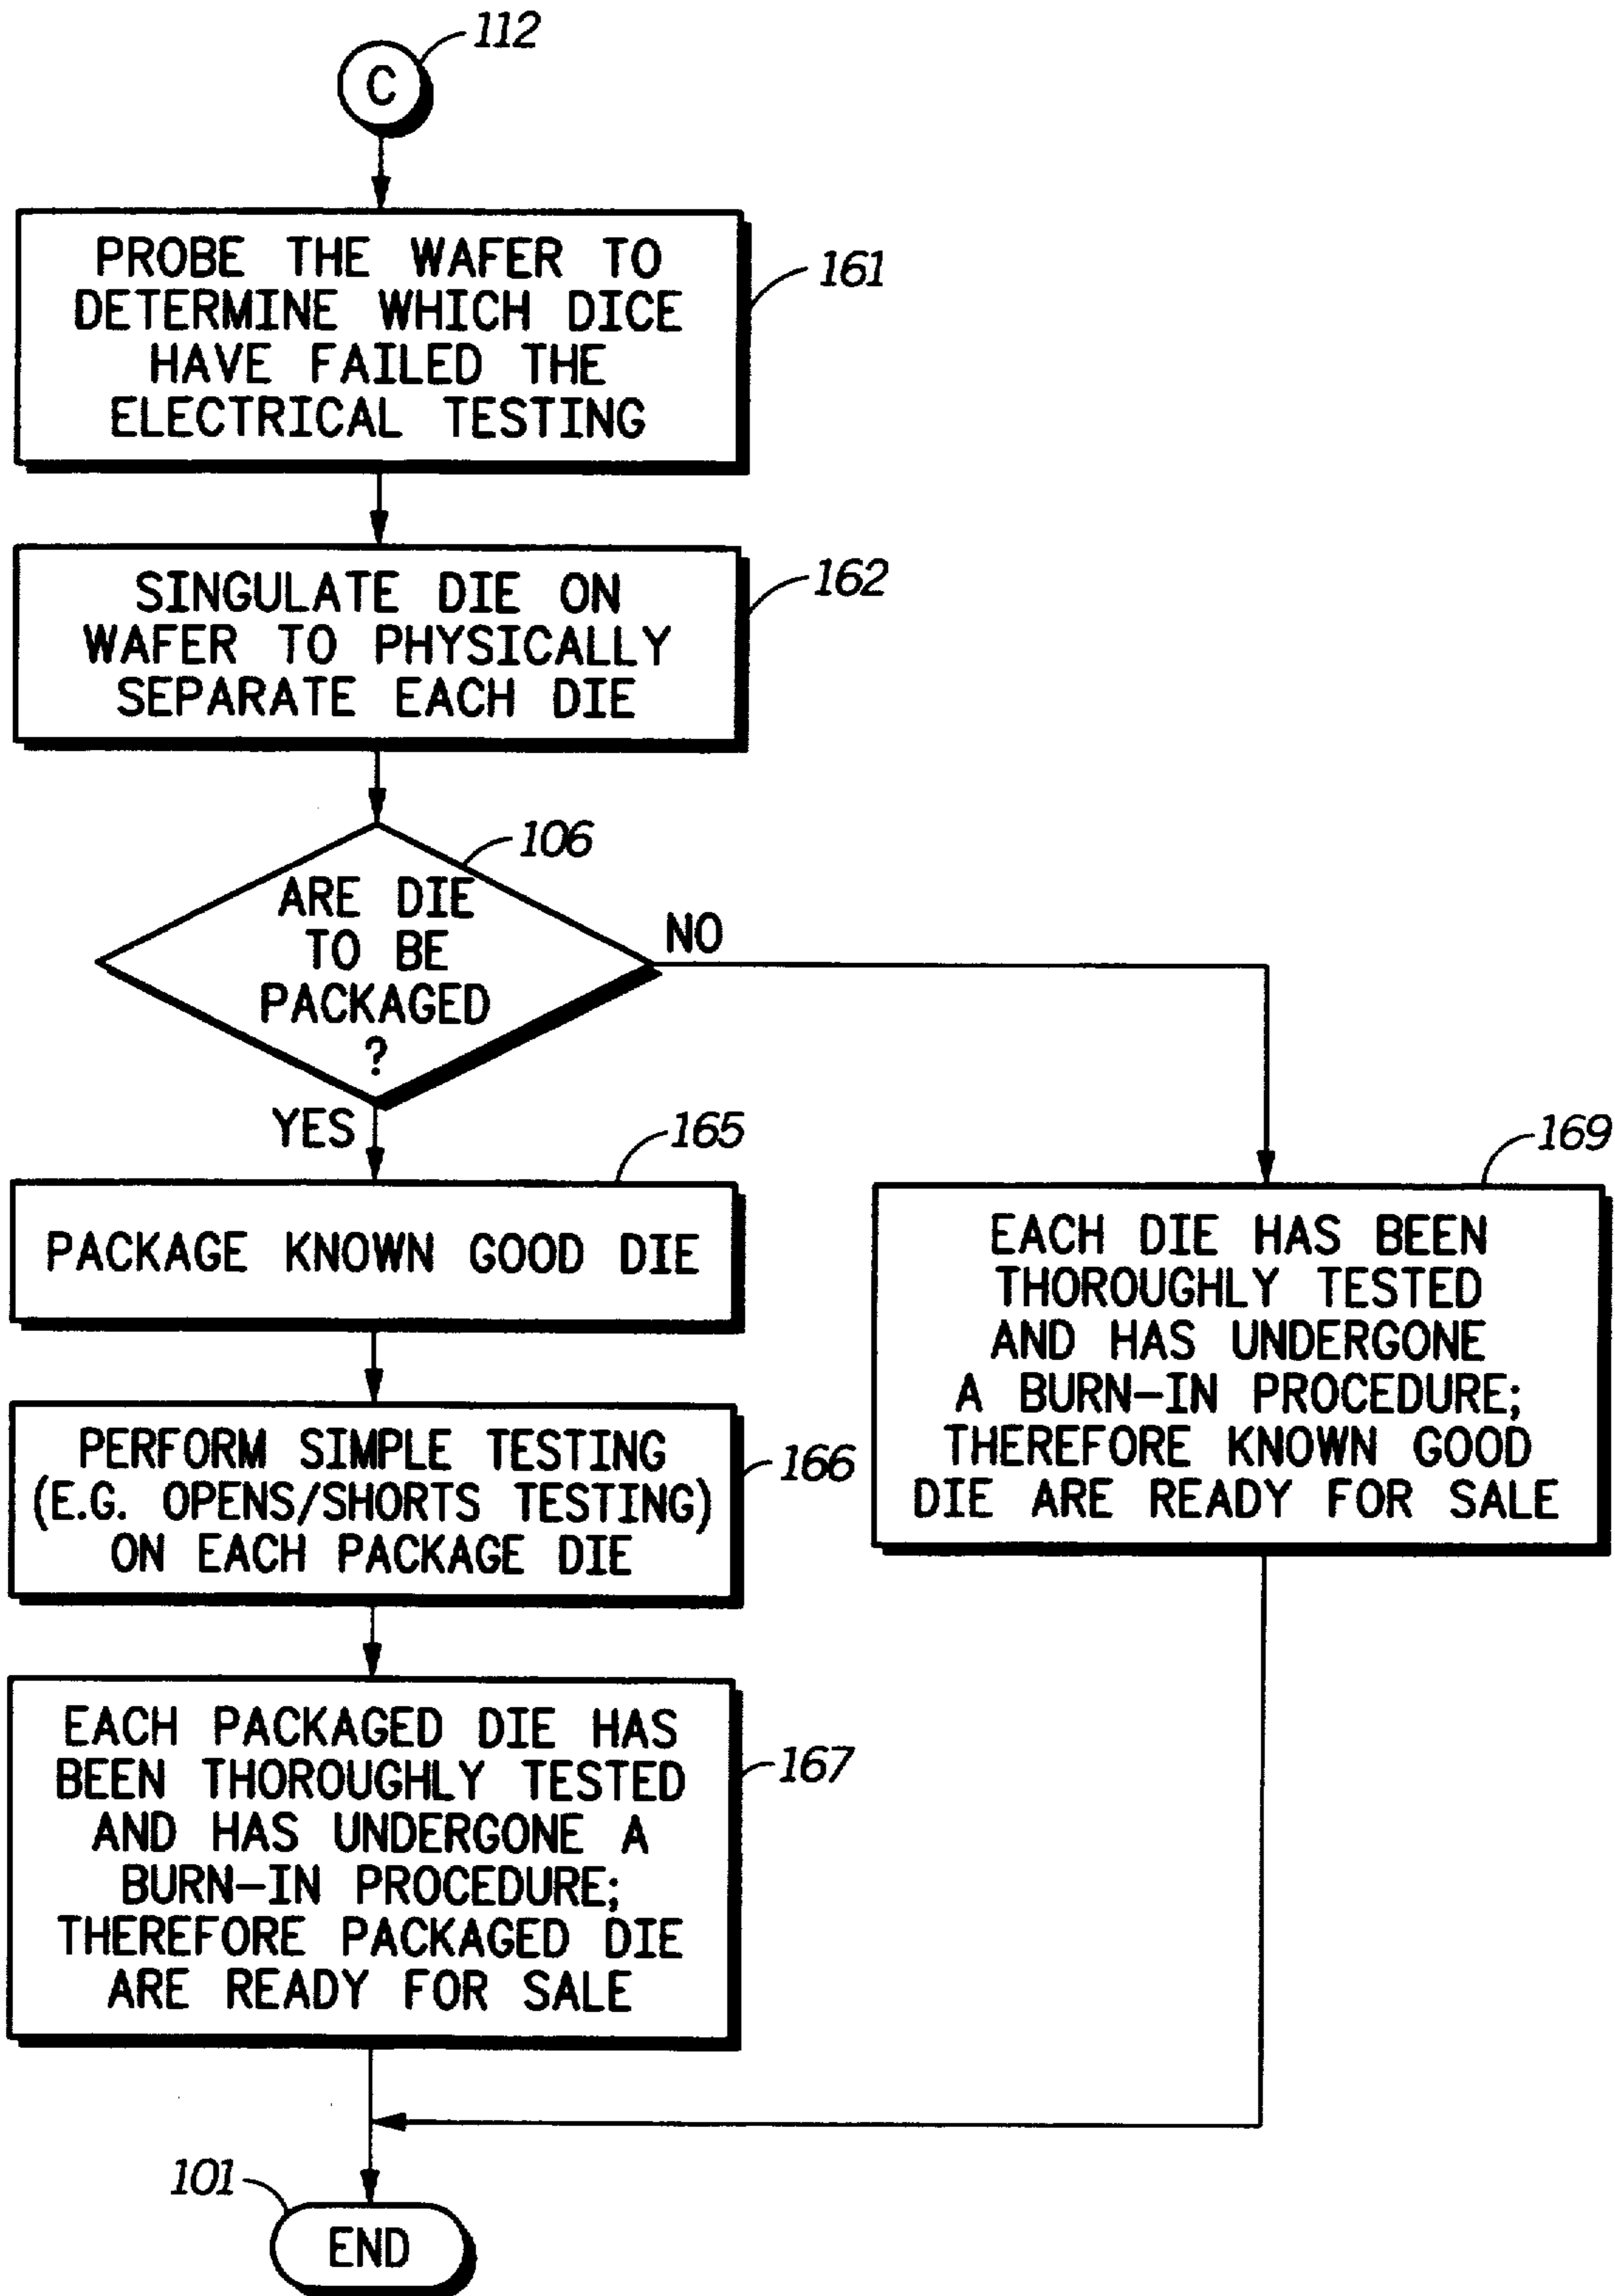 112
C
PROBE THE WAFER TO
DETERMINE WHICH DICE
HAVE FAILED THE
ELECTRICAL TESTING
161
SINGULATE DIE ON
WAFER TO PHYSICALLY
SEPARATE EACH DIE
162
106
ARE DIE
TO BE
PACKAGED
?
NO
YES
165
PACKAGE KNOWN GOOD DIE
169
EACH DIE HAS BEEN
THOROUGHLY TESTED
AND HAS UNDERGONE
A BURN-IN PROCEDURE;
THEREFORE KNOWN GOOD
DIE ARE READY FOR SALE
PERFORM SIMPLE TESTING
(E.G. OPENS/SHORTS TESTING)
ON EACH PACKAGE DIE
166
EACH PACKAGED DIE HAS
BEEN THOROUGHLY TESTED
AND HAS UNDERGONE A
BURN-IN PROCEDURE;
THEREFORE PACKAGED DIE
ARE READY FOR SALE
167
101
END